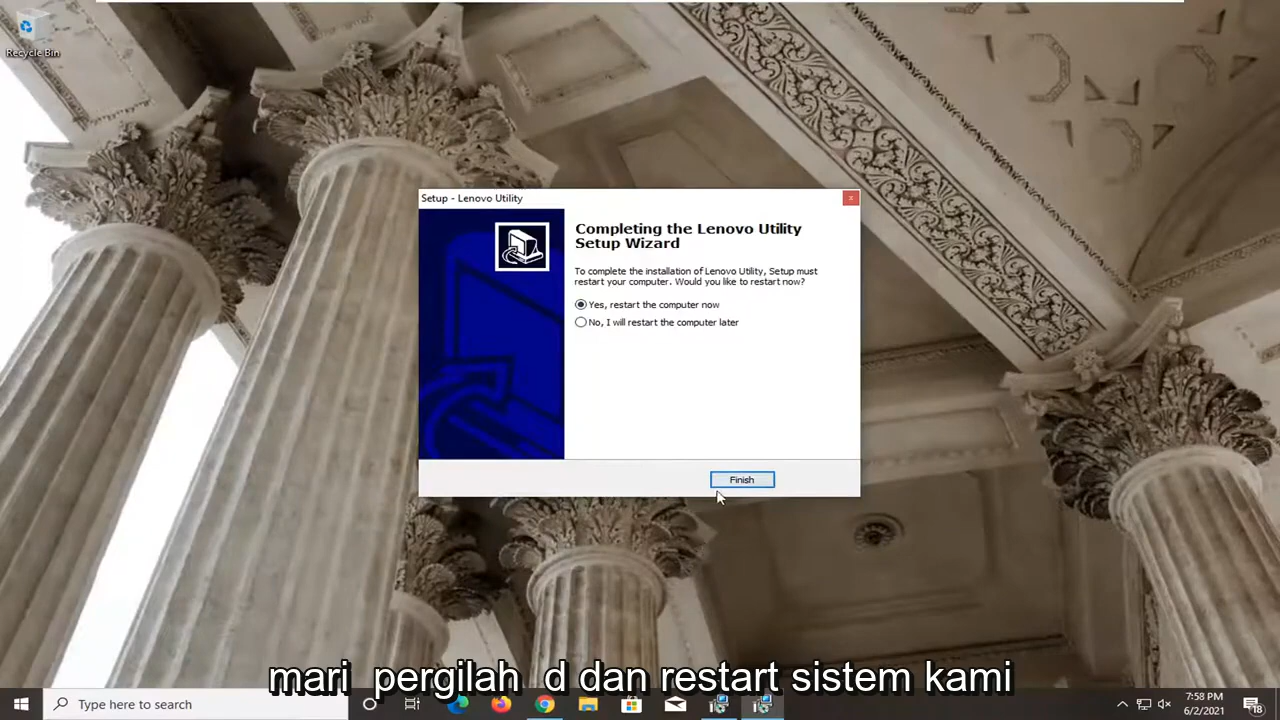 Recycle Bin
Setup - Lenovo Utility
x
Completing the Lenovo Utility
Setup Wizard
To complete the installation of Lenovo Utility, Setup must
restart your computer. Would you like to restart now?
Yes, restart the computer now
No, I will restart the computer later
Finish
mari pergilah d dan restart sistem kami
Type here to search
7:58 PM
6/2/2021
18